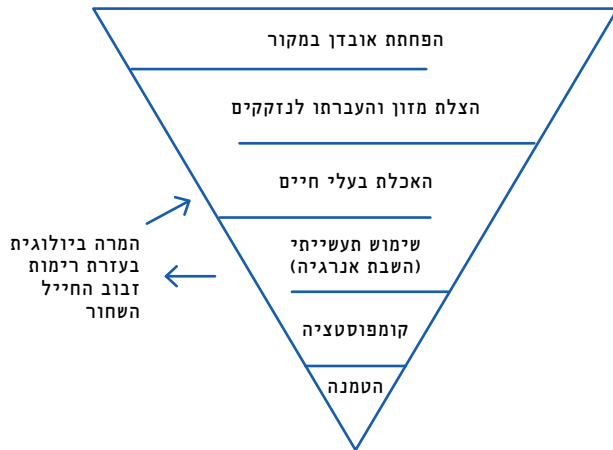 הפחתת אובדן במקור
הצלת מזון והעברתו לנזקקים
האכלת בעלי חיים
שימוש תעשייתי
(השבת אנרגיה)
קומפוסטציה
הטמנה
המרה ביולוגית
בעזרת רימות
זבוב החייל
השחור